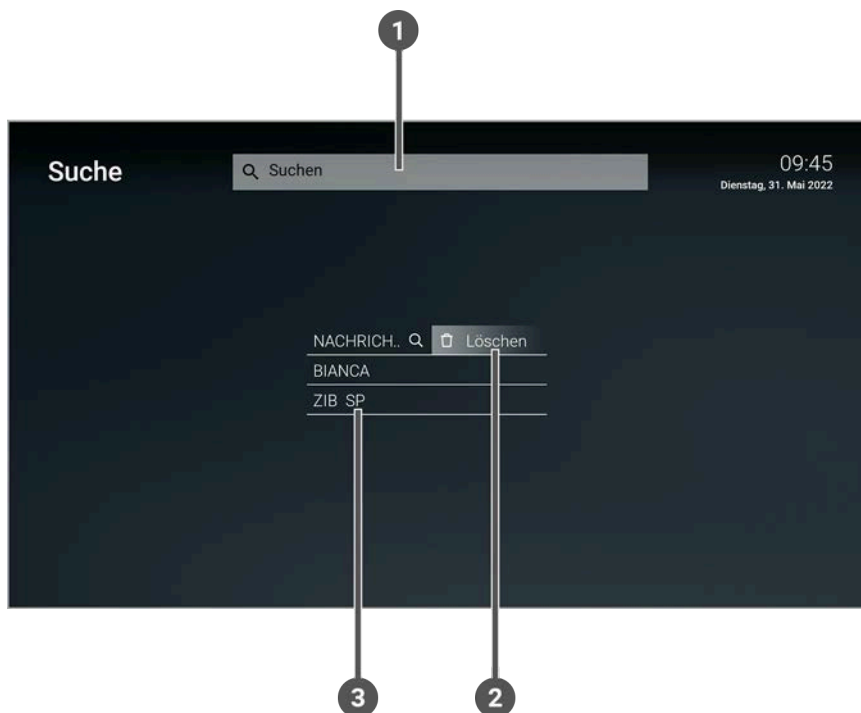 1
Suche
Suchen
09:45
Dienstag, 31. Mai 2022
NACHRICH.. Löschen
BIANCA
ZIB SP
3 2